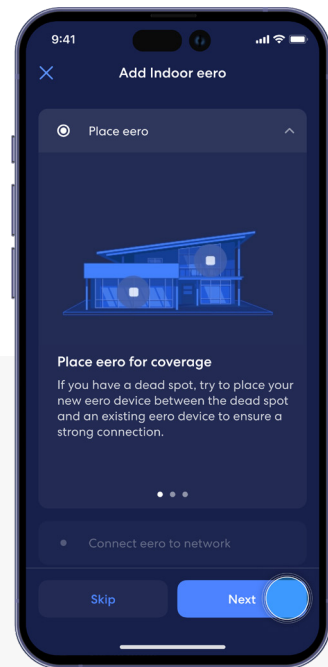 9:41
Add Indoor eero
Place eero
Place eero for coverage
If you have a dead spot, try to place your
new eero device between the dead spot
and an existing eero device to ensure a
strong connection.
Connect eero to network
Skip
Next